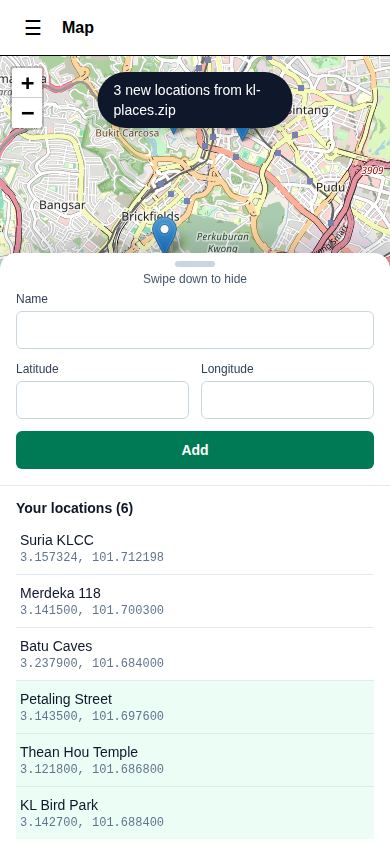 ☰ Map
+
−
3 new locations from kl-
places.zip
Bukit Carcosa
Bangsar
Brickfields
Pudu
3909
Perkuburan
Kwong
Swipe down to hide
Name
Latitude Longitude
Add
Your locations (6)
Suria KLCC
3.157324, 101.712198
Merdeka 118
3.141500, 101.700300
Batu Caves
3.237900, 101.684000
Petaling Street
3.143500, 101.697600
Thean Hou Temple
3.121800, 101.686800
KL Bird Park
3.142700, 101.688400